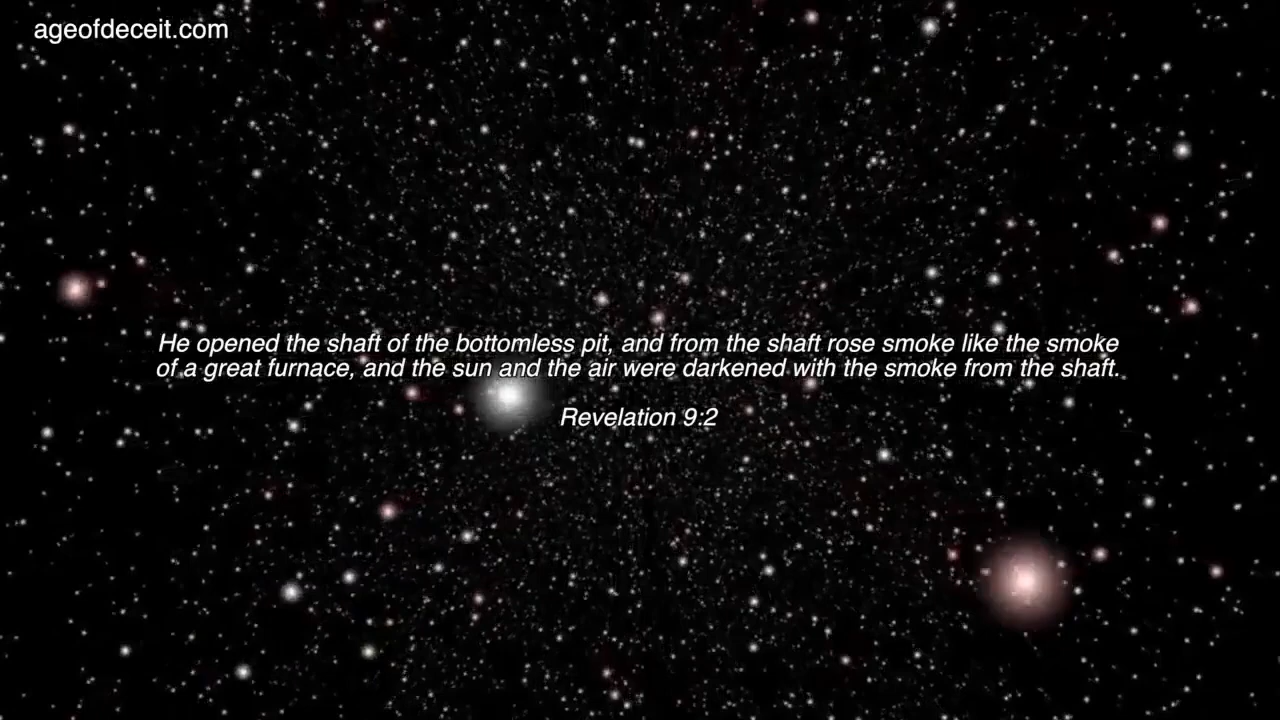 ageofdeceit.com
He opened the shaft of the bottomless pit, and from the shaft rose smoke like the smoke
of a great furnace, and the sun and the air were darkened with the smoke from the shaft.
Revelation 9:2